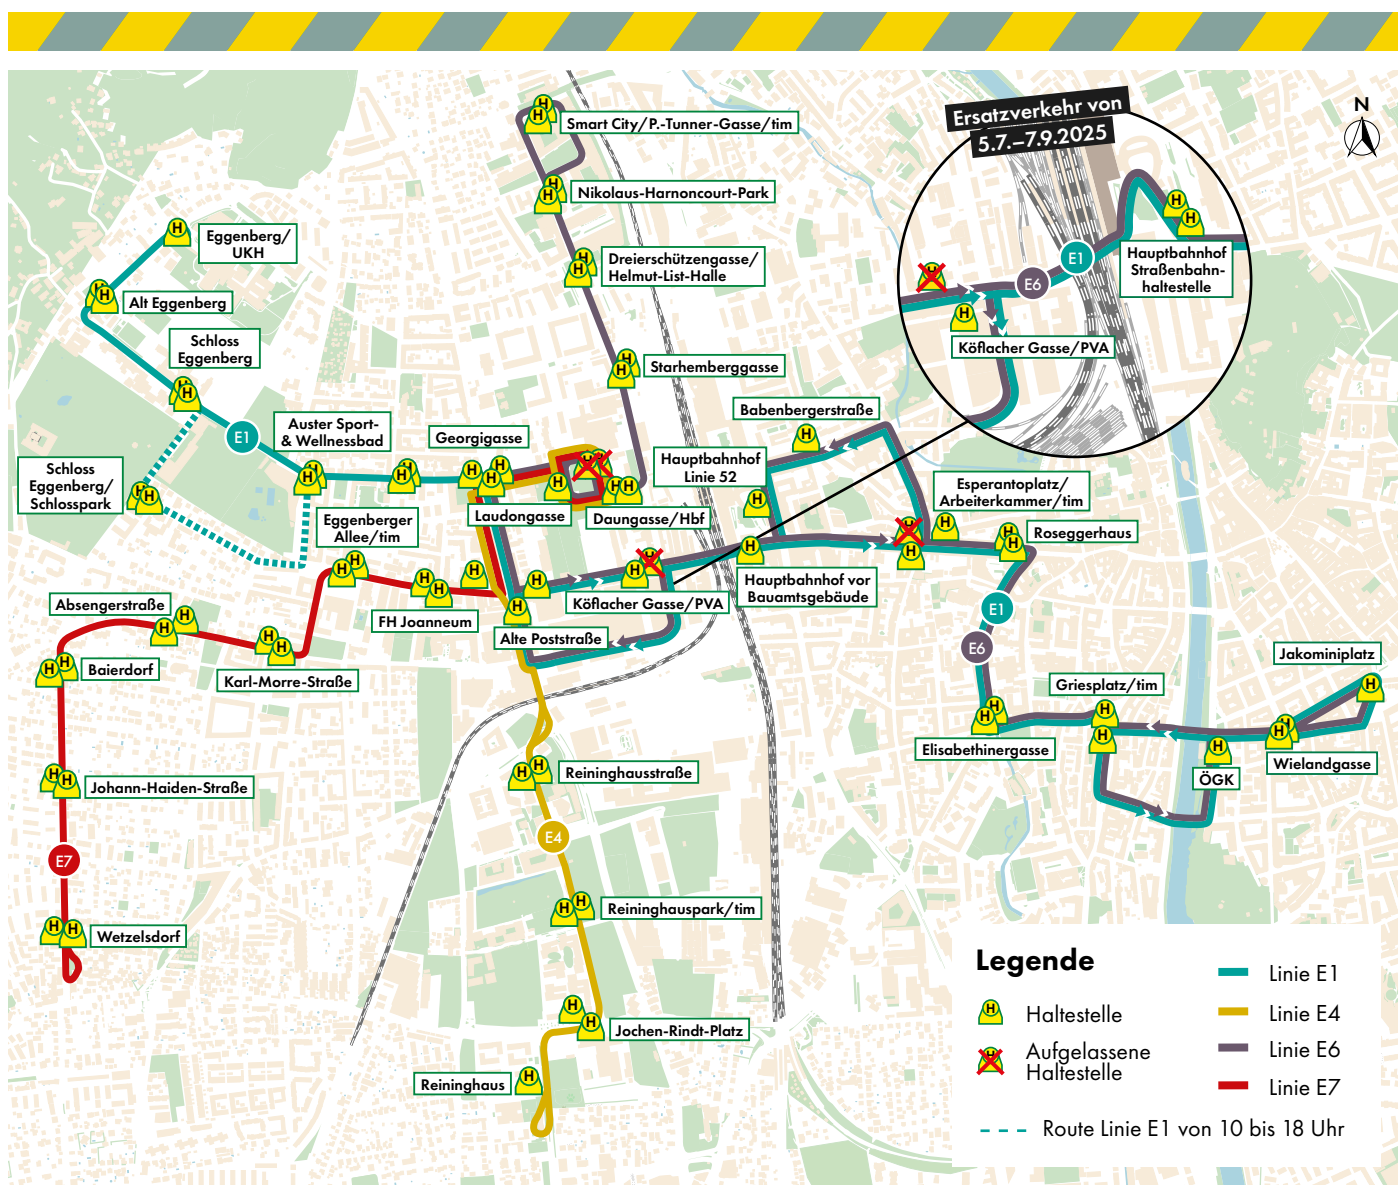 Ersatzverkehr von
5.7.–7.9.2025
N
Smart City/P.-Tunner-Gasse/tim
Nikolaus-Harnoncourt-Park
Eggenberg/
UKH
Dreierschützengasse/
Helmut-List-Halle
Hauptbahnhof
Straßenbahn-
haltestelle
E1
E6
Köflacher Gasse/PVA
Alt Eggenberg
Schloss
Eggenberg
Starhemberggasse
Babenbergerstraße
E1
Auster Sport-
& Wellnessbad
Georgigasse
Hauptbahnhof
Linie 52
Schloss
Eggenberg/
Schlosspark
Esperantoplatz/
Arbeiterkammer/tim
Laudongasse
Daungasse/Hbf
Eggenberger
Allee/tim
Roseggerhaus
Hauptbahnhof vor
Bauamtsgebäude
Absengerstraße
FH Joanneum
Köflacher Gasse/PVA
E1
Alte Poststraße
E6
Jakominiplatz
Baierdorf
Karl-Morre-Straße
Griesplatz/tim
Elisabethinergasse
Wielandgasse
ÖGK
Reininghausstraße
Johann-Haiden-Straße
E4
E7
Reininghauspark/tim
Wetzelsdorf
Jochen-Rindt-Platz
Reininghaus
Legende
H Haltestelle
H Aufgelassene
Haltestelle
Linie E1
Linie E4
Linie E6
Linie E7
Route Linie E1 von 10 bis 18 Uhr